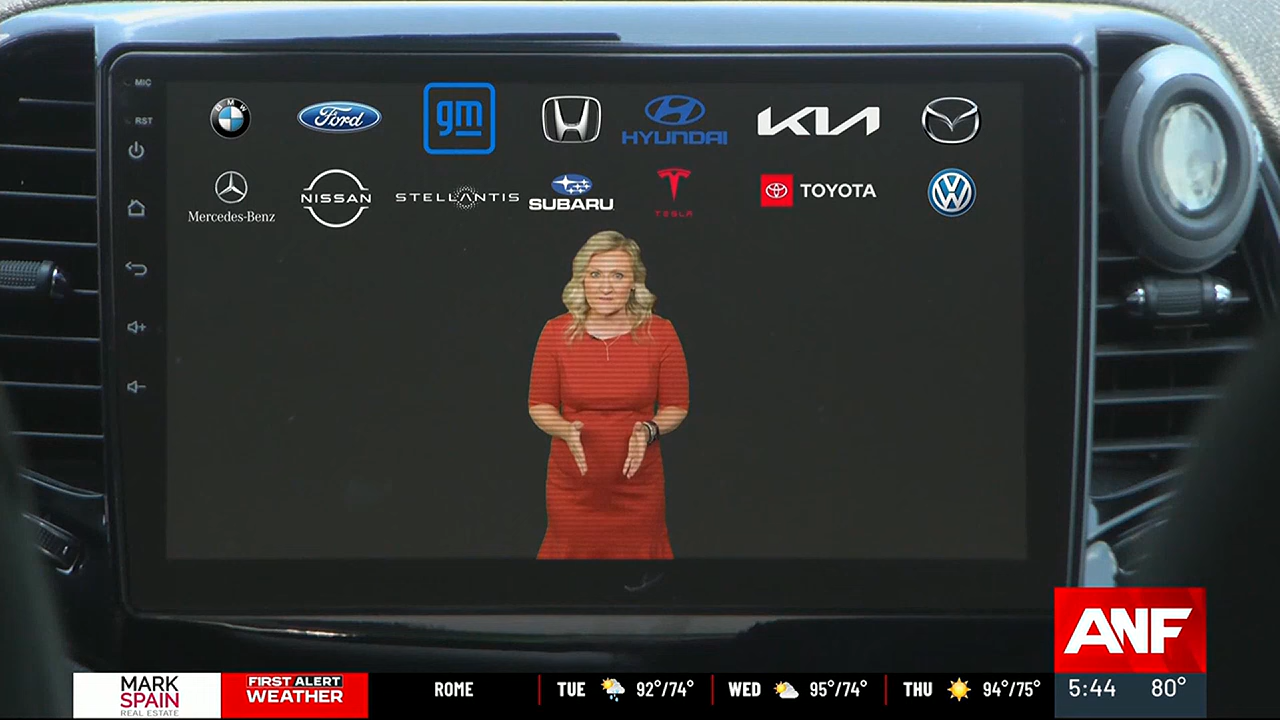 MIC
RST
BMW
Ford
gm
HYUNDAI
KIA
Mercedes-Benz
NISSAN
STELLANTIS
SUBARU
TESLA
TOYOTA
ANF
MARK
SPAIN
REAL ESTATE
FIRST ALERT
WEATHER
ROME
TUE 92°/74°
WED 95°/74°
THU 94°/75°
5:44 80°